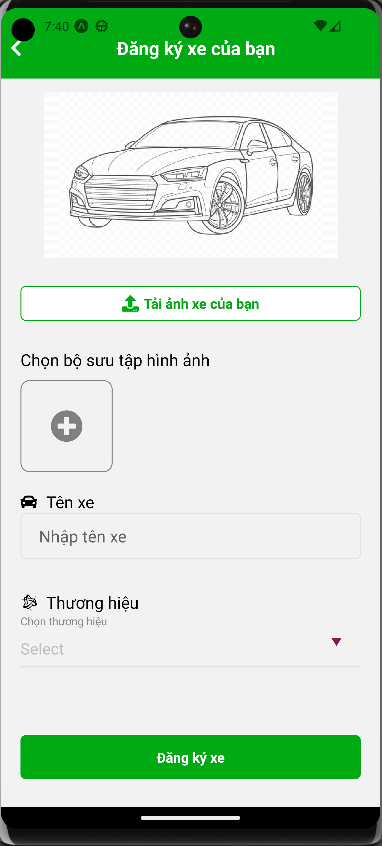 7:40
Đăng ký xe của bạn
Tải ảnh xe của bạn
Chọn bộ sưu tập hình ảnh
Tên xe
Nhập tên xe
Thương hiệu
Chọn thương hiệu
Select
Đăng ký xe